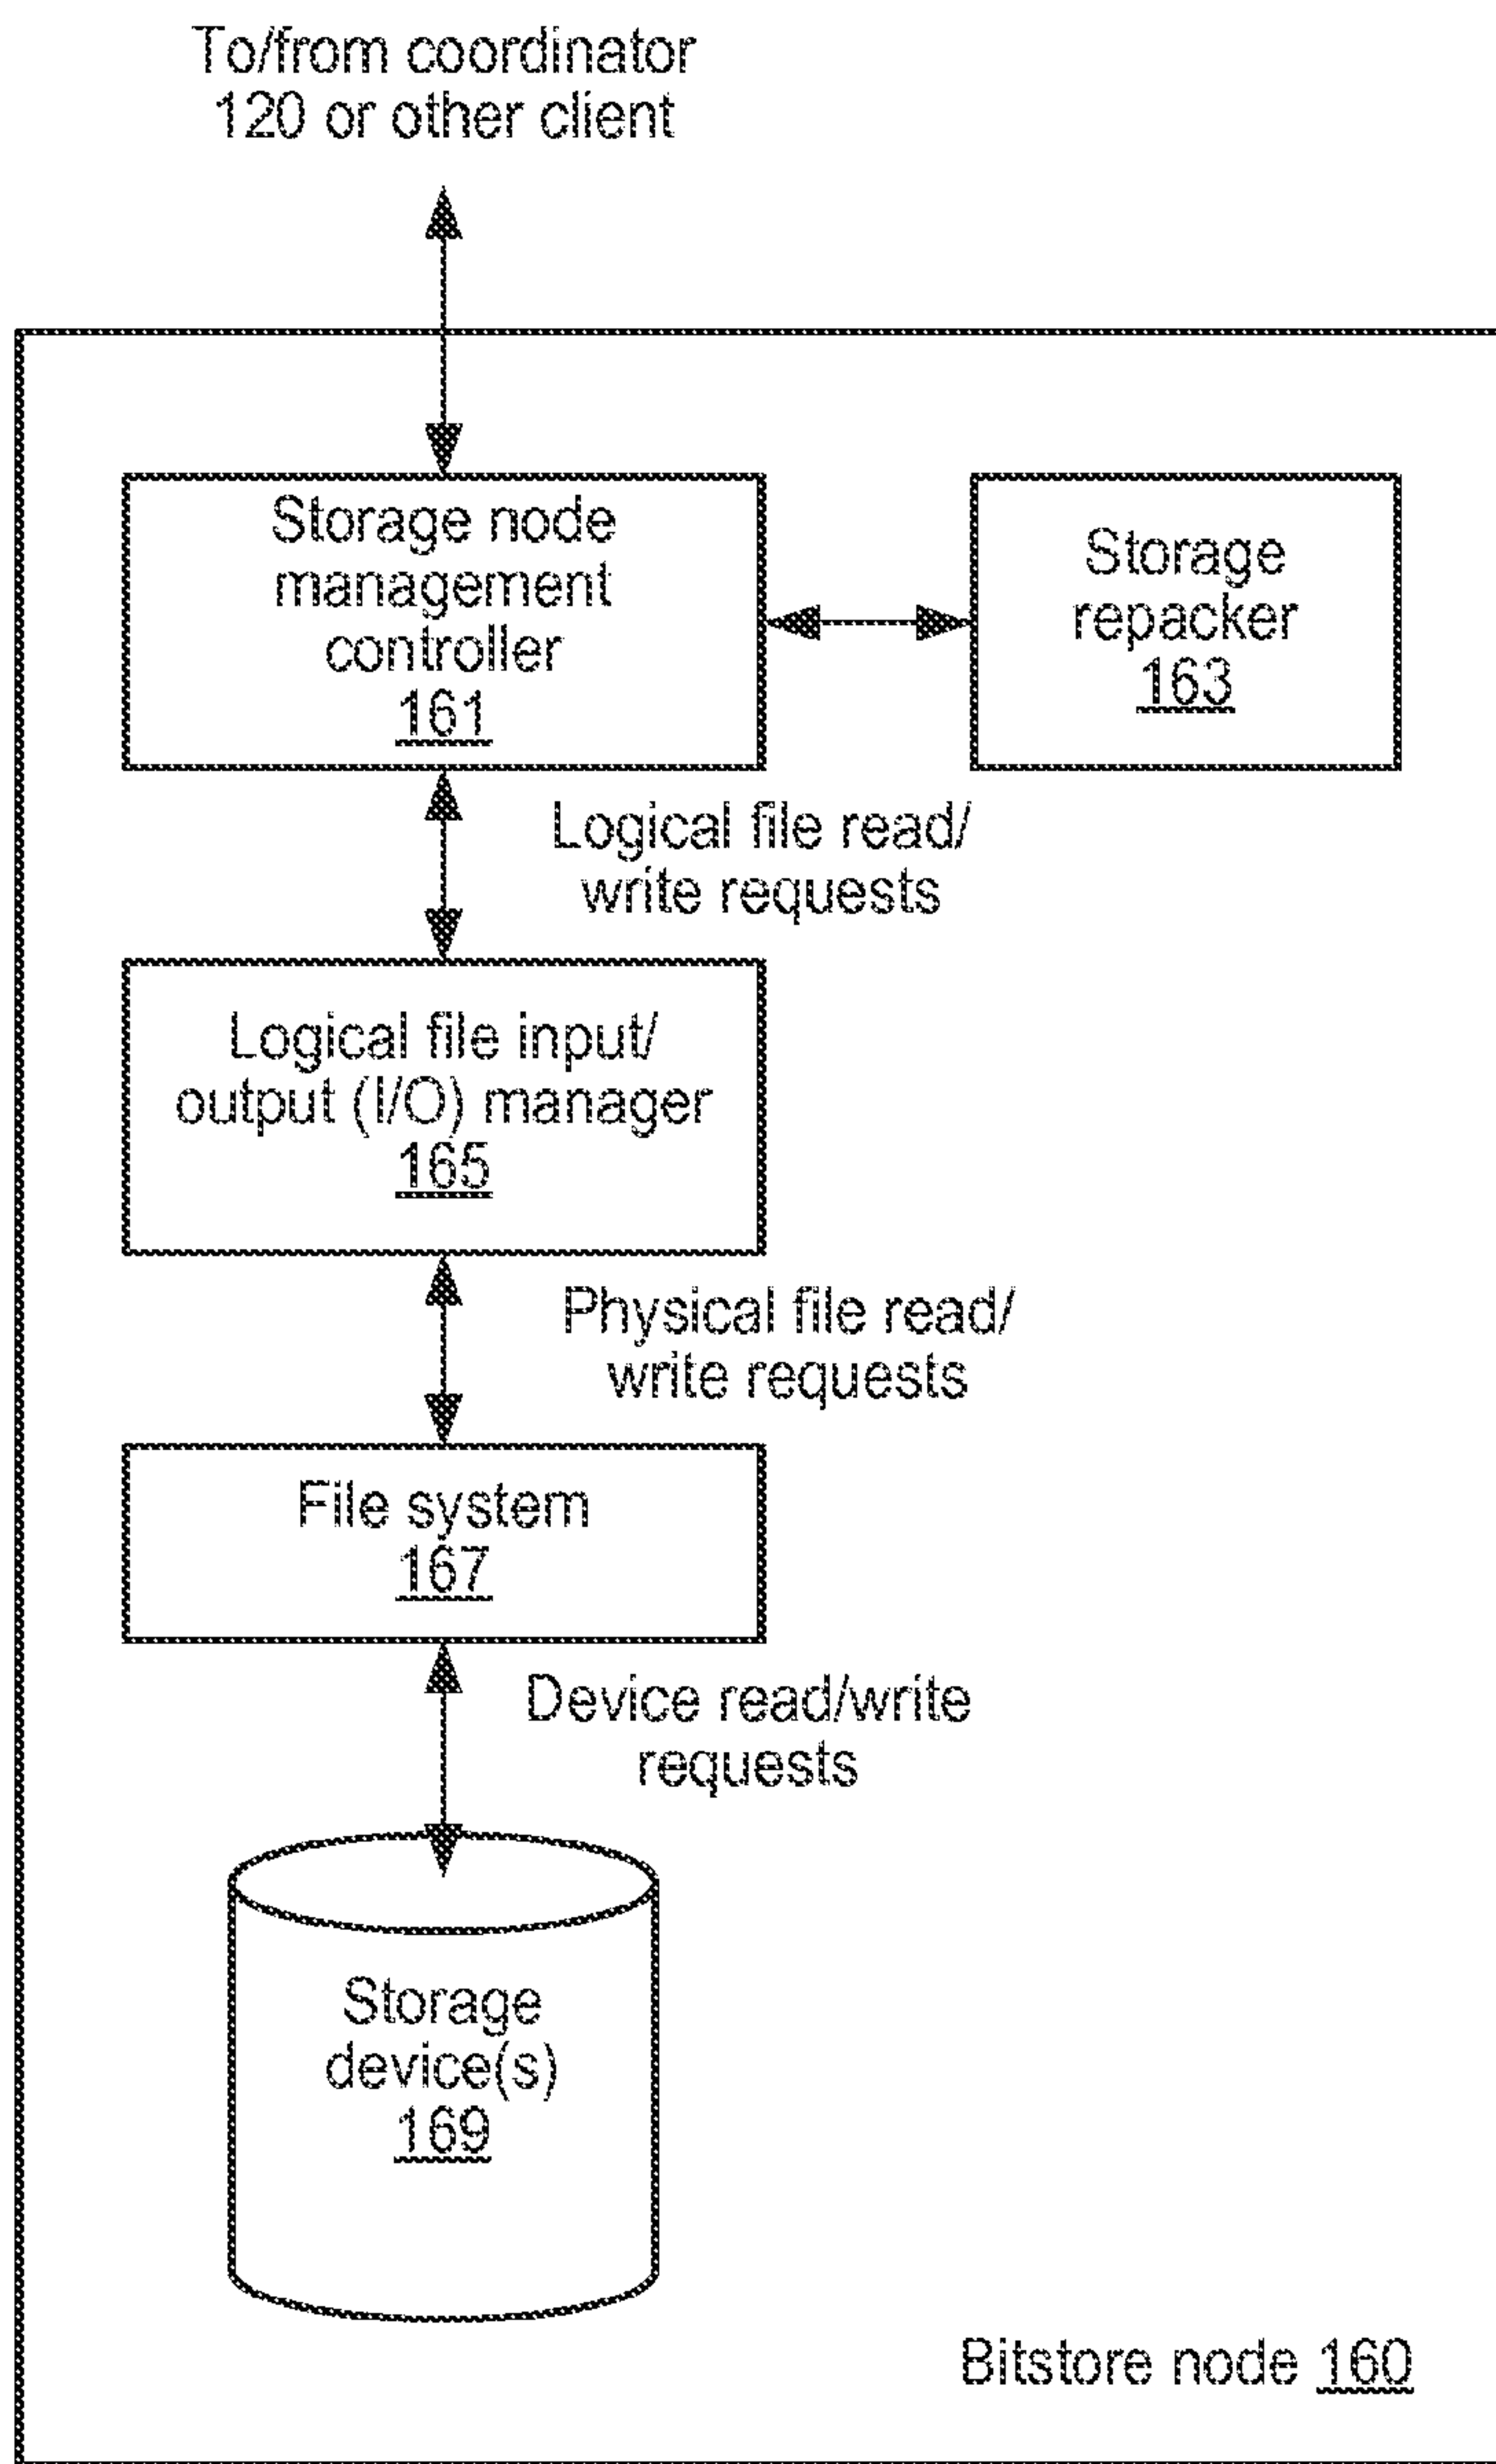 To/from coordinator
120 or other client
Storage node
management
controller
161
Storage
repacker
163
Logical file read/
write requests
Logical file input/
output (I/O) manager
165
Physical file read/
write requests
File system
167
Device read/write
requests
Storage
device(s)
169
Bitstore node 160